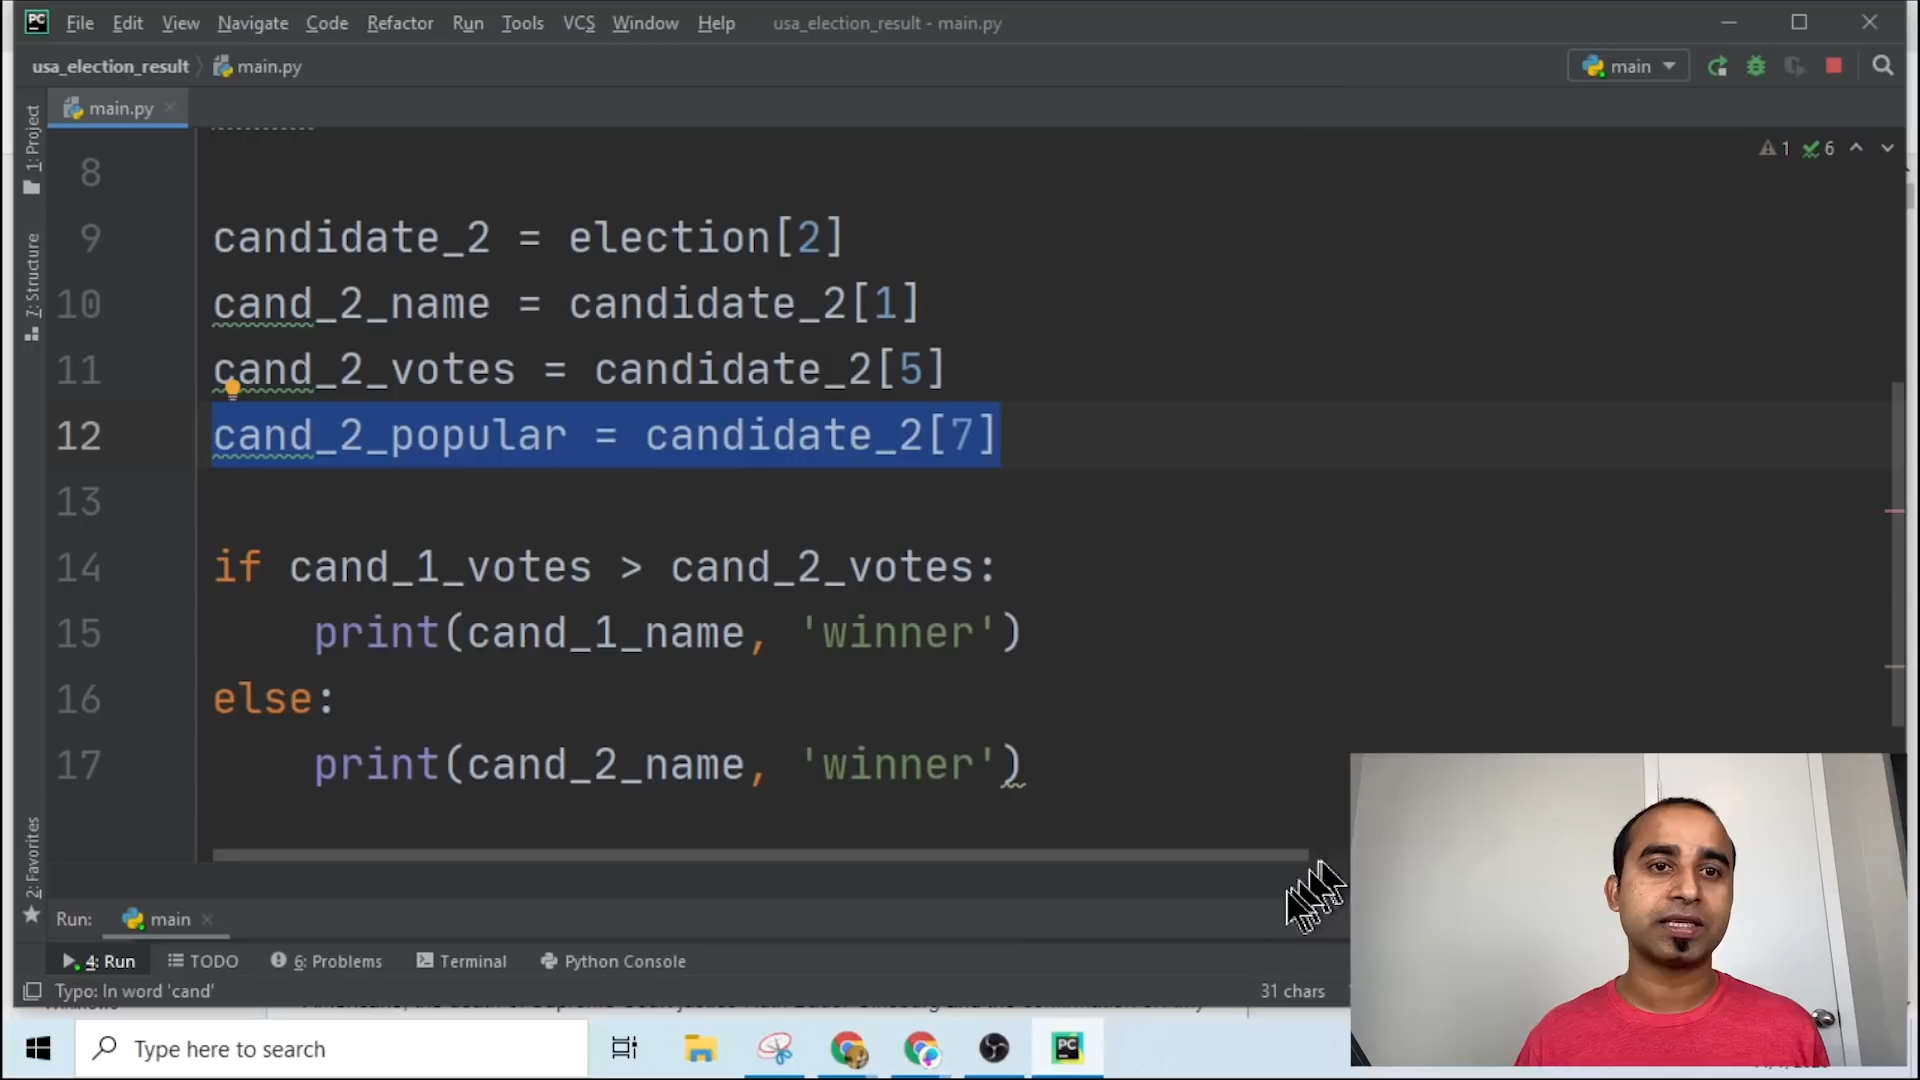 PC File Edit View Navigate Code Refactor Run Tools VCS Window Help usa_election_result - main.py
usa_election_result main.py main
main.py
1: Project
7: Structure
2: Favorites
1 6
8
9 candidate_2 = election[2]
10 cand_2_name = candidate_2[1]
11 cand_2_votes = candidate_2[5]
12 cand_2_popular = candidate_2[7]
13
14 if cand_1_votes > cand_2_votes:
15 print(cand_1_name, 'winner')
16 else:
17 print(cand_2_name, 'winner')
Run: main
4: Run TODO 6: Problems Terminal Python Console
Typo: In word 'cand' 31 chars
Type here to search PC